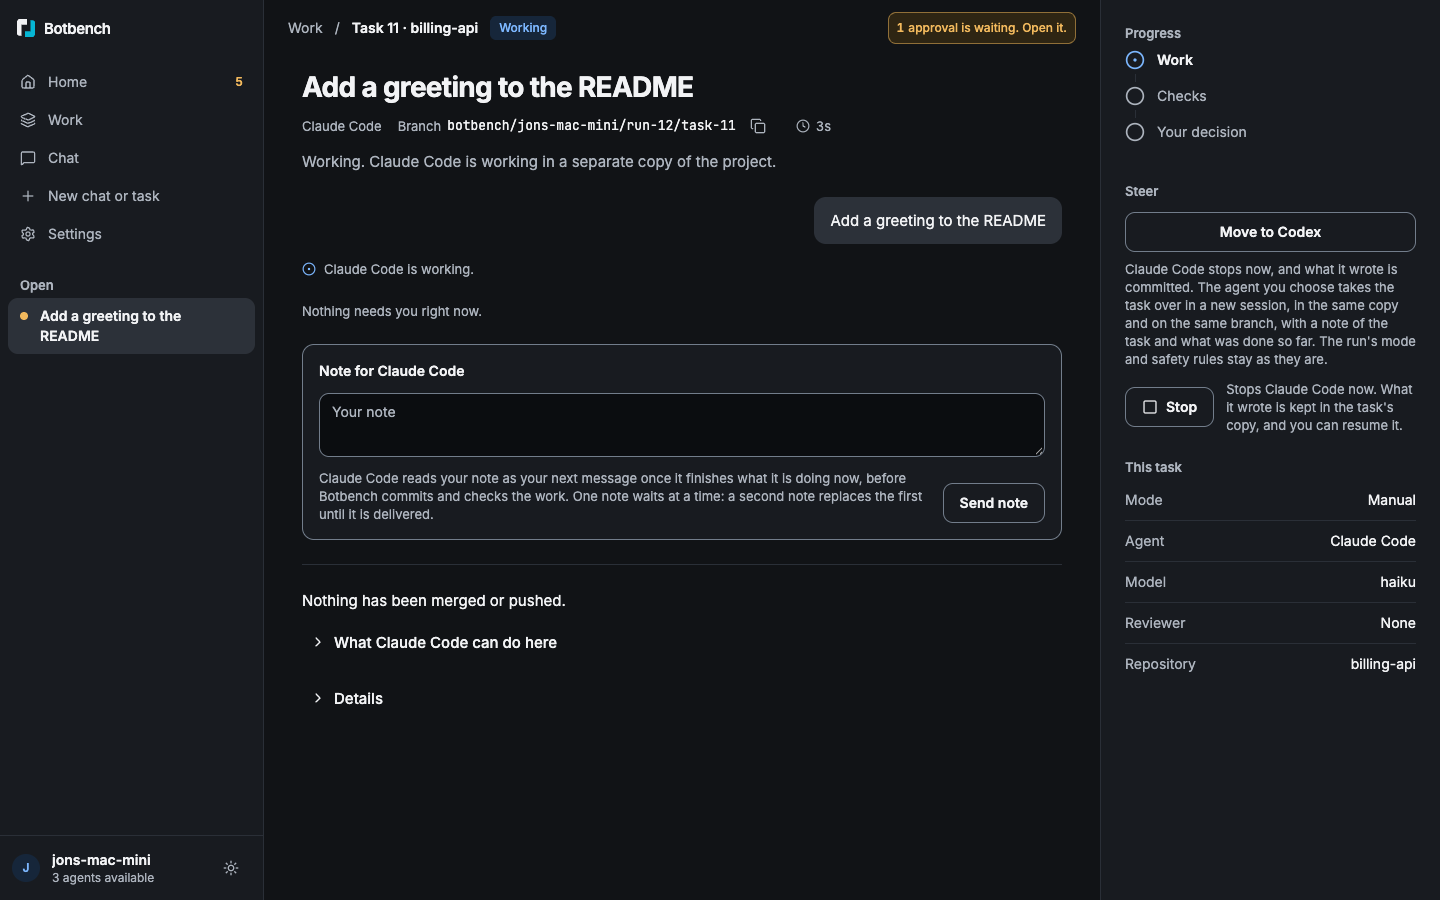 Botbench
Home 5
Work
Chat
New chat or task
Settings
Open
Add a greeting to the
README
jons-mac-mini
3 agents available
J
Work / Task 11 · billing-api Working
1 approval is waiting. Open it.
Add a greeting to the README
Claude Code Branch botbench/jons-mac-mini/run-12/task-11 3s
Working. Claude Code is working in a separate copy of the project.
Add a greeting to the README
Claude Code is working.
Nothing needs you right now.
Note for Claude Code
Your note
Claude Code reads your note as your next message once it finishes what it is doing now, before
Botbench commits and checks the work. One note waits at a time: a second note replaces the first
until it is delivered.
Send note
Nothing has been merged or pushed.
What Claude Code can do here
Details
Progress
Work
Checks
Your decision
Steer
Move to Codex
Claude Code stops now, and what it wrote is
committed. The agent you choose takes the
task over in a new session, in the same copy
and on the same branch, with a note of the
task and what was done so far. The run's mode
and safety rules stay as they are.
Stop
Stops Claude Code now. What
it wrote is kept in the task's
copy, and you can resume it.
This task
Mode Manual
Agent Claude Code
Model haiku
Reviewer None
Repository billing-api